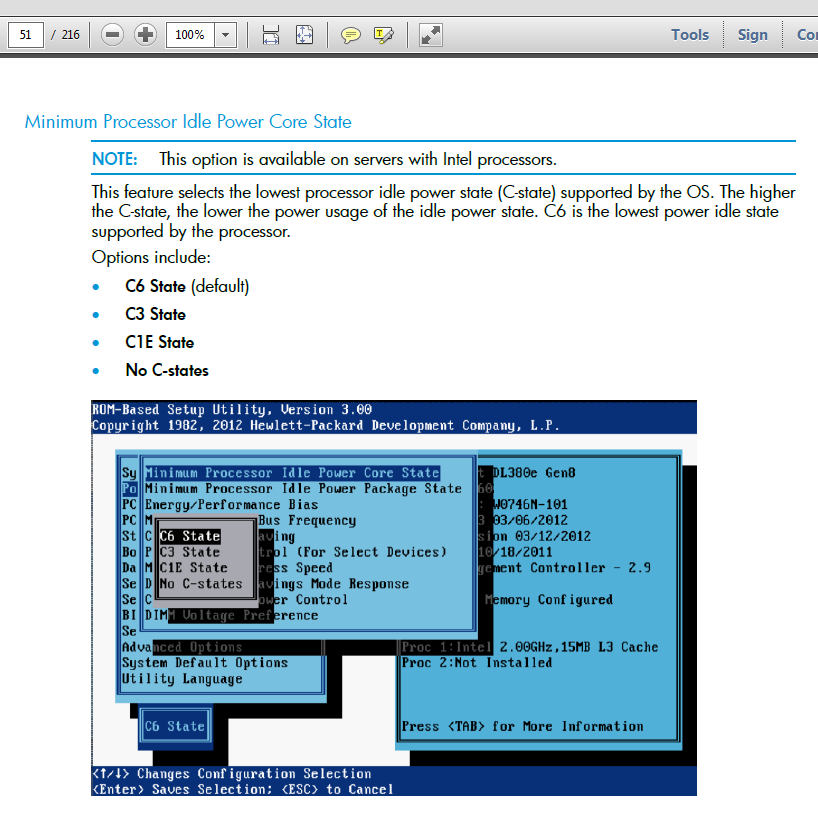 51 / 216 100% Tools Sign Co
Minimum Processor Idle Power Core State
NOTE: This option is available on servers with Intel processors.
This feature selects the lowest processor idle power state (C-state) supported by the OS. The higher
the C-state, the lower the power usage of the idle power state. C6 is the lowest power idle state
supported by the processor.
Options include:
• C6 State (default)
• C3 State
• C1E State
• No C-states
ROM-Based Setup Utility, Version 3.00
Copyright 1982, 2012 Hewlett-Packard Development Company, L.P.
Sy Minimum Processor Idle Power Core State t DL380e Gen8
Po Minimum Processor Idle Power Package State 60
PC Energy/Performance Bias : W0746N-101
PC M Bus Frequency 3 03/06/2012
St C C6 State aving sion 03/12/2012
Bo P C3 State trol (For Select Devices) 10/18/2011
Da M C1E State ress Speed gement Controller - 2.9
Se D No C-states avings Mode Response
Se C ower Control Memory Configured
BI DIMM Voltage Preference
Se
Advanced Options Proc 1:Intel 2.00GHz,15MB L3 Cache
System Default Options Proc 2:Not Installed
Utility Language
C6 State Press <TAB> for More Information
<↑/↓> Changes Configuration Selection
<Enter> Saves Selection; <ESC> to Cancel